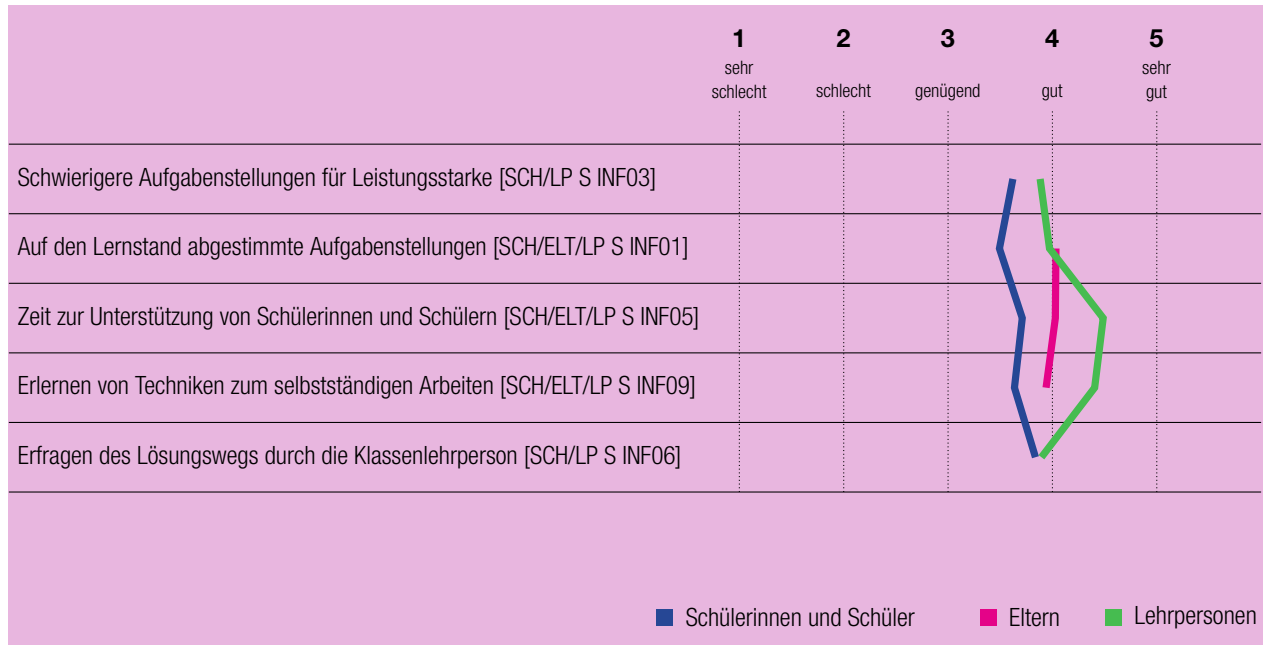 1 2 3 4 5
sehr schlecht schlecht genügend gut sehr gut
Schwierigere Aufgabenstellungen für Leistungsstarke [SCH/LP S INF03]
Auf den Lernstand abgestimmte Aufgabenstellungen [SCH/ELT/LP S INF01]
Zeit zur Unterstützung von Schülerinnen und Schülern [SCH/ELT/LP S INF05]
Erlernen von Techniken zum selbstständigen Arbeiten [SCH/ELT/LP S INF09]
Erfragen des Lösungswegs durch die Klassenlehrperson [SCH/LP S INF06]
Schülerinnen und Schüler Eltern Lehrpersonen